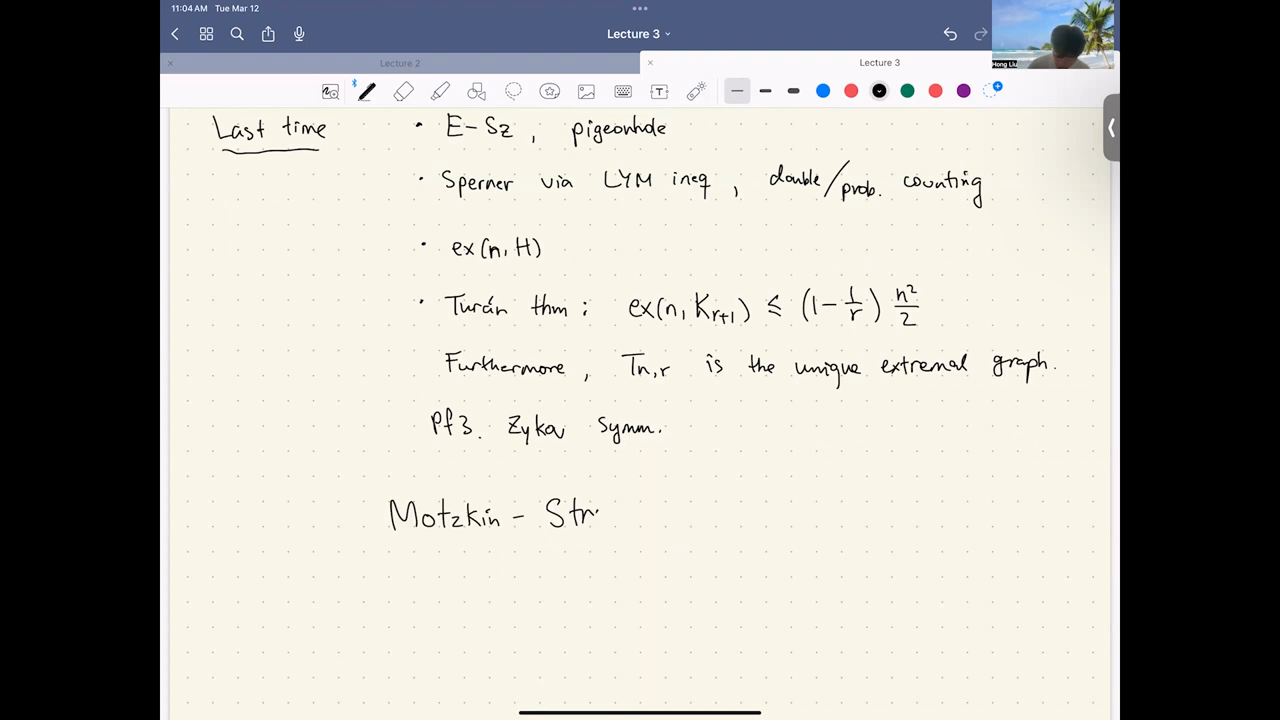 11:04 AM Tue Mar 12
Lecture 3
Hong Liu
Lecture 2
Lecture 3
Last time
· E-Sz, pigeonhole
· Sperner via LYM ineq, double/prob. counting
· ex(n, H)
· Turán thm: ex(n, K_{r+1}) ≤ (1 - 1/r) n²/2
Furthermore, T_{n,r} is the unique extremal graph.
Pf3. Zykov Symm.
Motzkin - Str